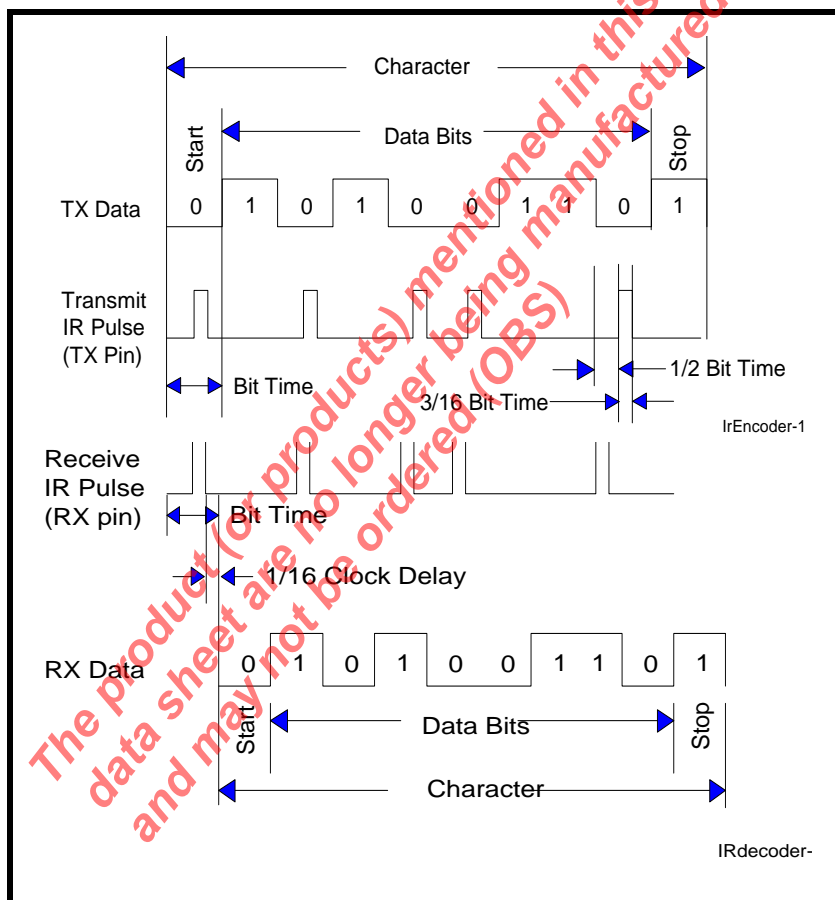 Character
Start
Data Bits
Stop
TX Data
0 1 0 1 0 0 1 1 0 1
Transmit
IR Pulse
(TX Pin)
Bit Time
1/2 Bit Time
3/16 Bit Time
IrEncoder-1
Receive
IR Pulse
(RX pin)
Bit Time
1/16 Clock Delay
RX Data
0 1 0 1 0 0 1 1 0 1
Start
Data Bits
Stop
Character
IRdecoder-
The product (or products) mentioned in this
data sheet are no longer being manufactured
and may not be ordered (OBS)